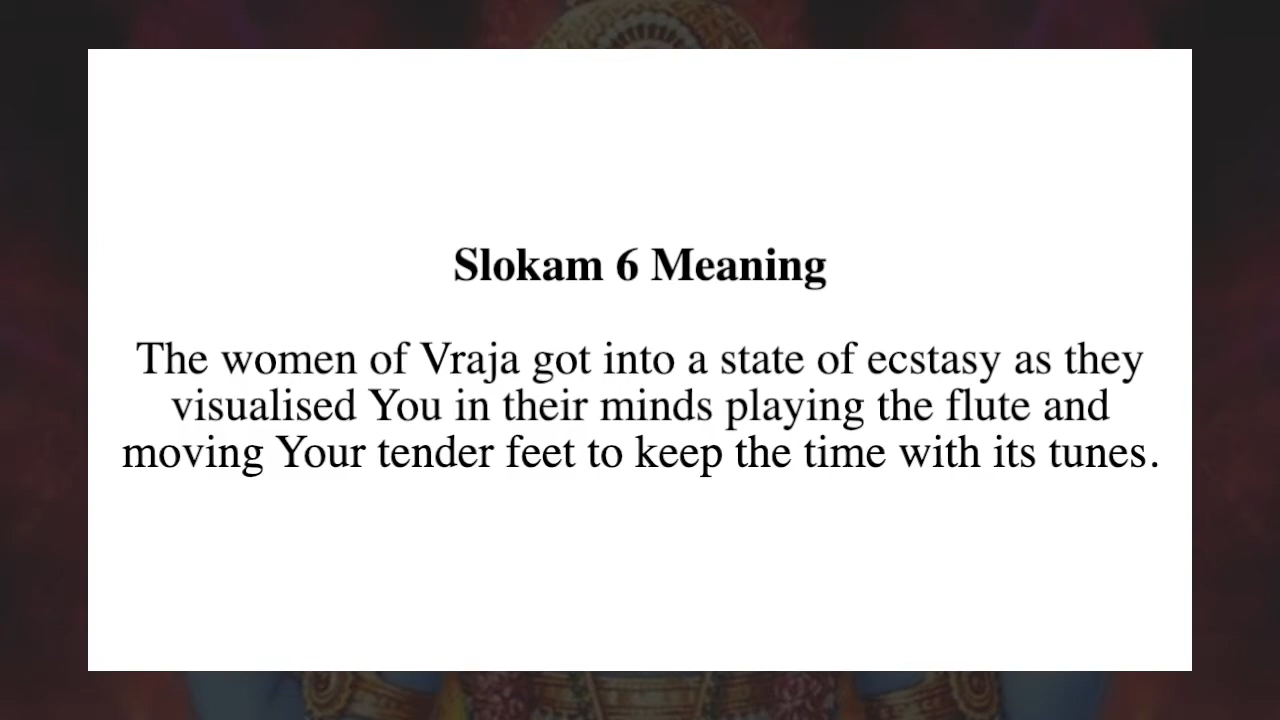 Slokam 6 Meaning
The women of Vraja got into a state of ecstasy as they
visualised You in their minds playing the flute and
moving Your tender feet to keep the time with its tunes.